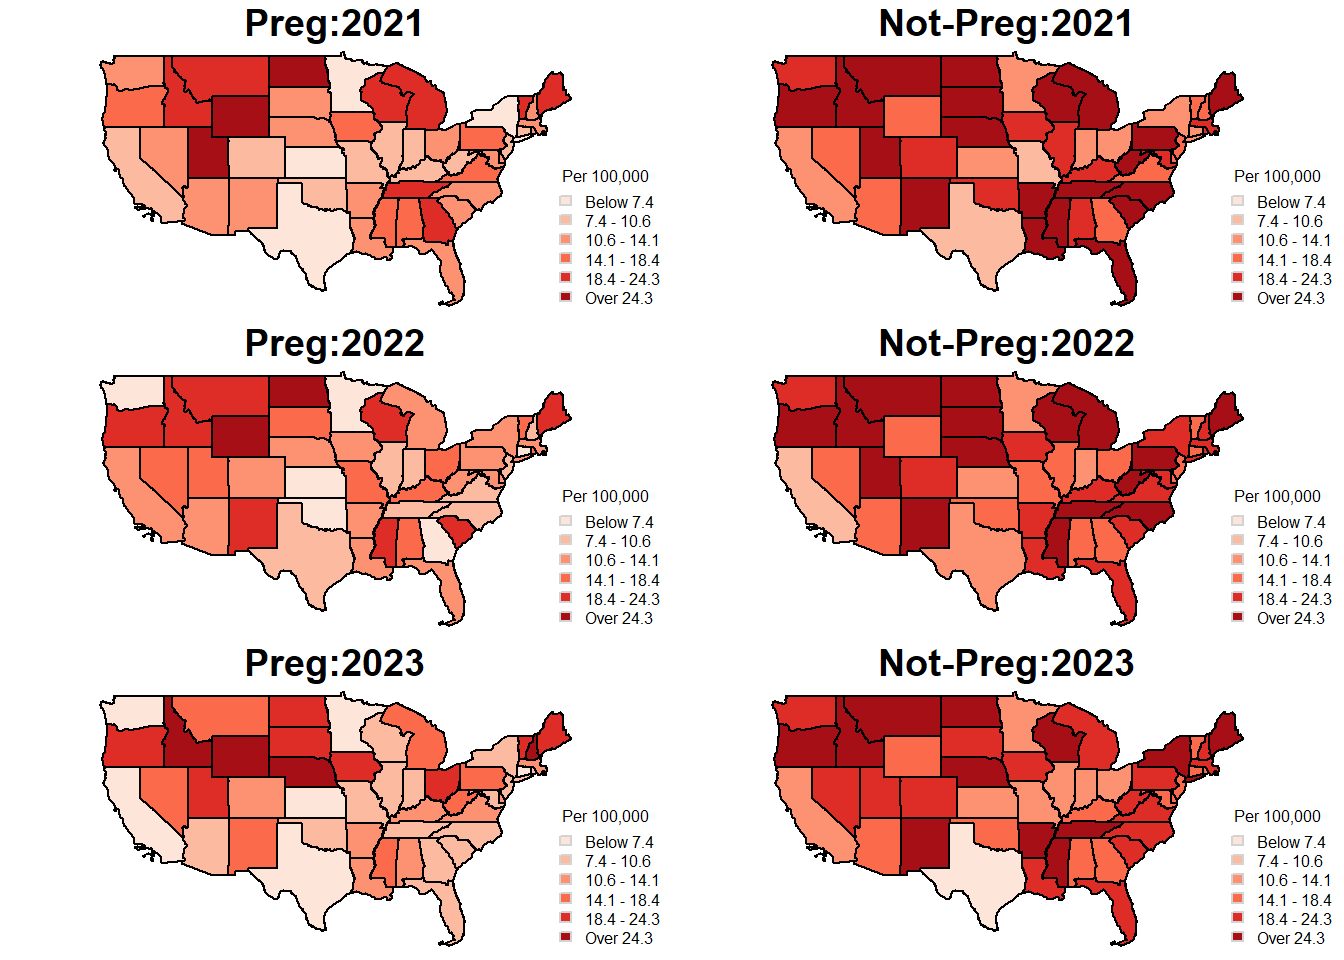 Preg:2021
Per 100,000
Below 7.4
7.4 - 10.6
10.6 - 14.1
14.1 - 18.4
18.4 - 24.3
Over 24.3
Not-Preg:2021
Per 100,000
Below 7.4
7.4 - 10.6
10.6 - 14.1
14.1 - 18.4
18.4 - 24.3
Over 24.3
Preg:2022
Per 100,000
Below 7.4
7.4 - 10.6
10.6 - 14.1
14.1 - 18.4
18.4 - 24.3
Over 24.3
Not-Preg:2022
Per 100,000
Below 7.4
7.4 - 10.6
10.6 - 14.1
14.1 - 18.4
18.4 - 24.3
Over 24.3
Preg:2023
Per 100,000
Below 7.4
7.4 - 10.6
10.6 - 14.1
14.1 - 18.4
18.4 - 24.3
Over 24.3
Not-Preg:2023
Per 100,000
Below 7.4
7.4 - 10.6
10.6 - 14.1
14.1 - 18.4
18.4 - 24.3
Over 24.3